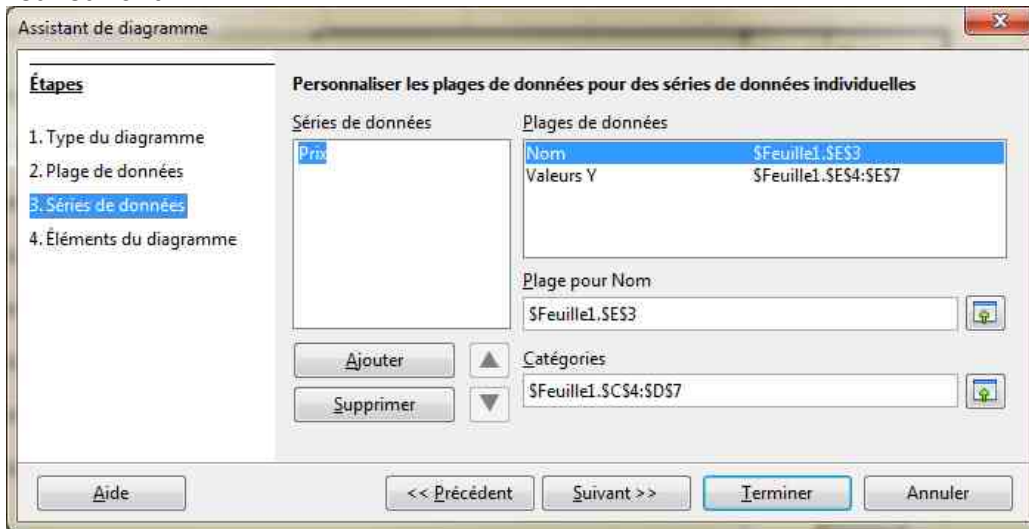 Assistant de diagramme
Étapes
1. Type du diagramme
2. Plage de données
3. Séries de données
4. Éléments du diagramme
Personnaliser les plages de données pour des séries de données individuelles
Séries de données
Prix
Ajouter
Supprimer
Plages de données
Nom $Feuille1.$E$3
Valeurs Y $Feuille1.$E$4:$E$7
Plage pour Nom
$Feuille1.$E$3
Catégories
$Feuille1.$C$4:$D$7
Aide
<< Précédent
Suivant >>
Terminer
Annuler